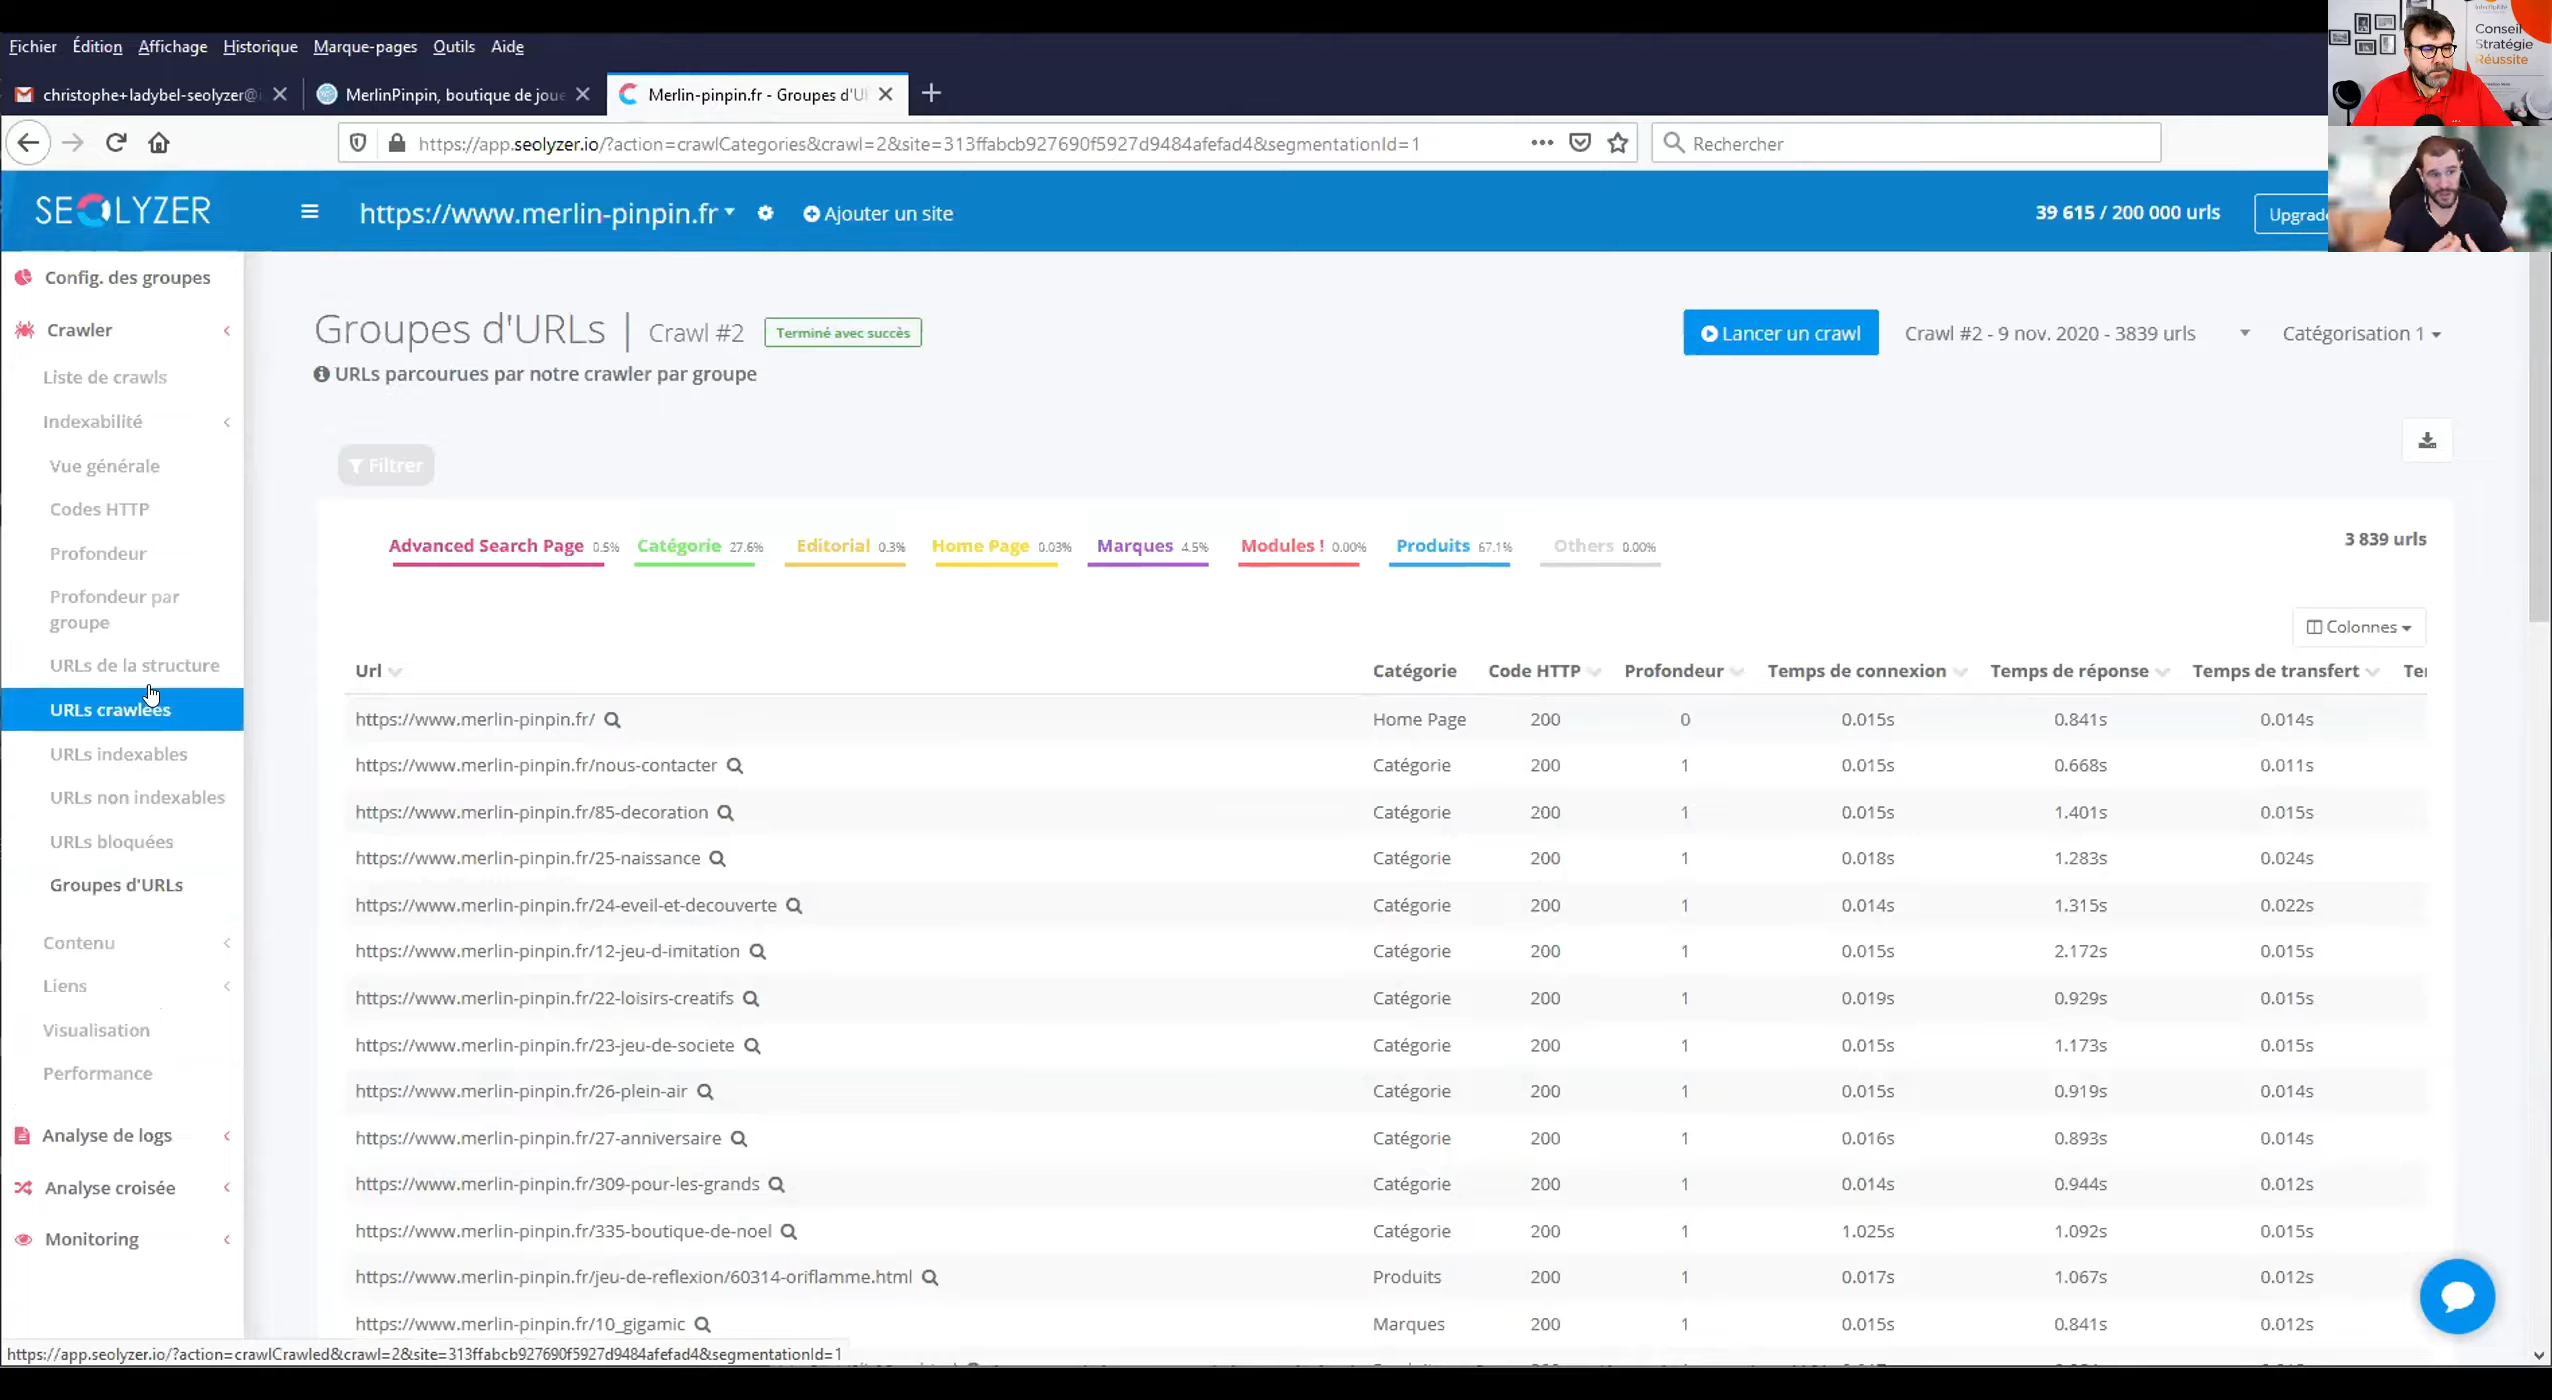 Fichier Édition Affichage Historique Marque-pages Outils Aide
christophe+ladybel-seolyzer@
MerlinPinpin, boutique de joue
Merlin-pinpin.fr - Groupes d'U
https://app.seolyzer.io/?action=crawlCategories&crawl=2&site=313ffabcb927690f5927d9484afefad4&segmentationId=1
Rechercher
Conseil
Stratégie
Réussite
SEOLYZER
https://www.merlin-pinpin.fr
Ajouter un site
39 615 / 200 000 urls
Upgrade
Config. des groupes
Crawler
Liste de crawls
Indexabilité
Vue générale
Codes HTTP
Profondeur
Profondeur par
groupe
URLs de la structure
URLs crawlées
URLs indexables
URLs non indexables
URLs bloquées
Groupes d'URLs
Contenu
Liens
Visualisation
Performance
Analyse de logs
Analyse croisée
Monitoring
Groupes d'URLs | Crawl #2 Terminé avec succès
URLs parcourues par notre crawler par groupe
Lancer un crawl
Crawl #2 - 9 nov. 2020 - 3839 urls
Catégorisation 1
Filtrer
Advanced Search Page 0.5% Catégorie 27.6% Editorial 0.3% Home Page 0.03% Marques 4.5% Modules ! 0.00% Produits 67.1% Others 0.00%
3 839 urls
Colonnes
Url Catégorie Code HTTP Profondeur Temps de connexion Temps de réponse Temps de transfert Te
https://www.merlin-pinpin.fr/ Home Page 200 0 0.015s 0.841s 0.014s
https://www.merlin-pinpin.fr/nous-contacter Catégorie 200 1 0.015s 0.668s 0.011s
https://www.merlin-pinpin.fr/85-decoration Catégorie 200 1 0.015s 1.401s 0.015s
https://www.merlin-pinpin.fr/25-naissance Catégorie 200 1 0.018s 1.283s 0.024s
https://www.merlin-pinpin.fr/24-eveil-et-decouverte Catégorie 200 1 0.014s 1.315s 0.022s
https://www.merlin-pinpin.fr/12-jeu-d-imitation Catégorie 200 1 0.015s 2.172s 0.015s
https://www.merlin-pinpin.fr/22-loisirs-creatifs Catégorie 200 1 0.019s 0.929s 0.015s
https://www.merlin-pinpin.fr/23-jeu-de-societe Catégorie 200 1 0.015s 1.173s 0.015s
https://www.merlin-pinpin.fr/26-plein-air Catégorie 200 1 0.015s 0.919s 0.014s
https://www.merlin-pinpin.fr/27-anniversaire Catégorie 200 1 0.016s 0.893s 0.014s
https://www.merlin-pinpin.fr/309-pour-les-grands Catégorie 200 1 0.014s 0.944s 0.012s
https://www.merlin-pinpin.fr/335-boutique-de-noel Catégorie 200 1 1.025s 1.092s 0.015s
https://www.merlin-pinpin.fr/jeu-de-reflexion/60314-oriflamme.html Produits 200 1 0.017s 1.067s 0.012s
https://www.merlin-pinpin.fr/10_gigamic Marques 200 1 0.015s 0.841s 0.012s
https://app.seolyzer.io/?action=crawlCrawled&crawl=2&site=313ffabcb927690f5927d9484afefad4&segmentationId=1